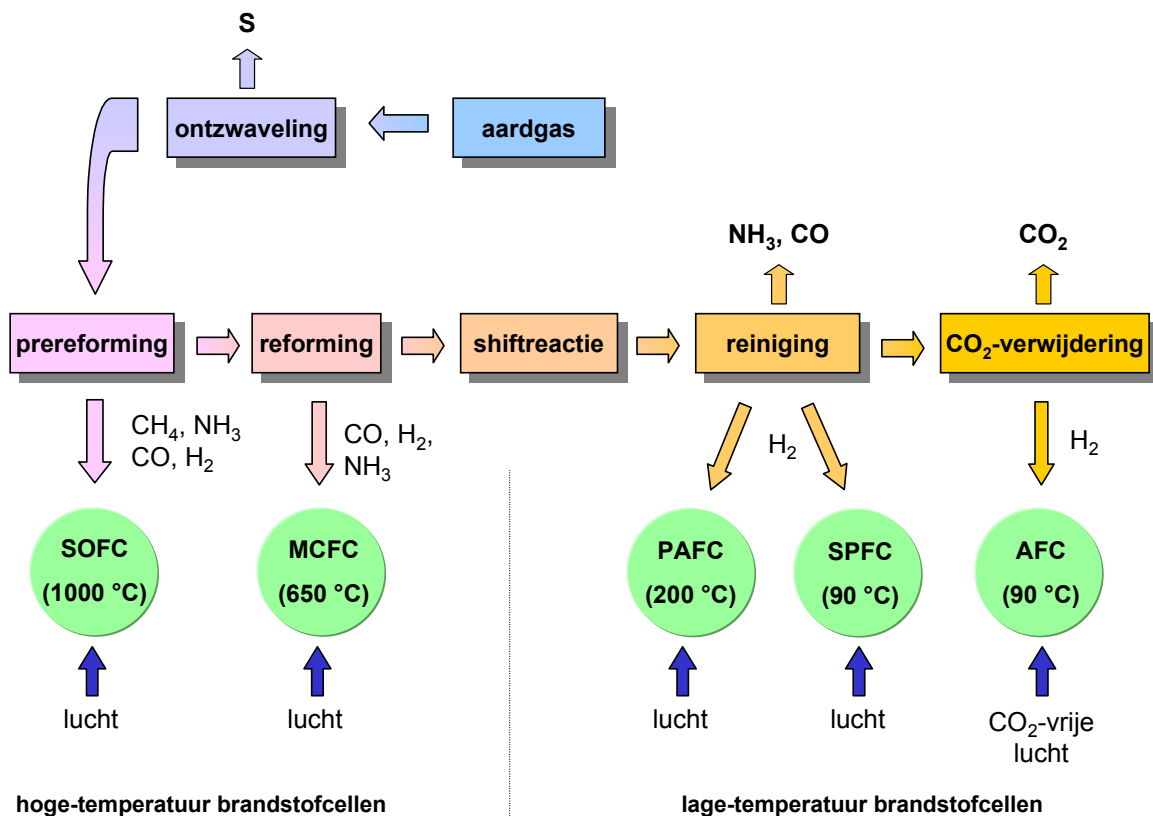 S
ontzwaveling
aardgas
NH₃, CO
CO₂
prereforming
reforming
shiftreactie
reiniging
CO₂-verwijdering
CH₄, NH₃
CO, H₂
CO, H₂,
NH₃
H₂
H₂
SOFC
(1000 °C)
MCFC
(650 °C)
PAFC
(200 °C)
SPFC
(90 °C)
AFC
(90 °C)
lucht
lucht
lucht
lucht
CO₂-vrije
lucht
hoge-temperatuur brandstofcellen
lage-temperatuur brandstofcellen